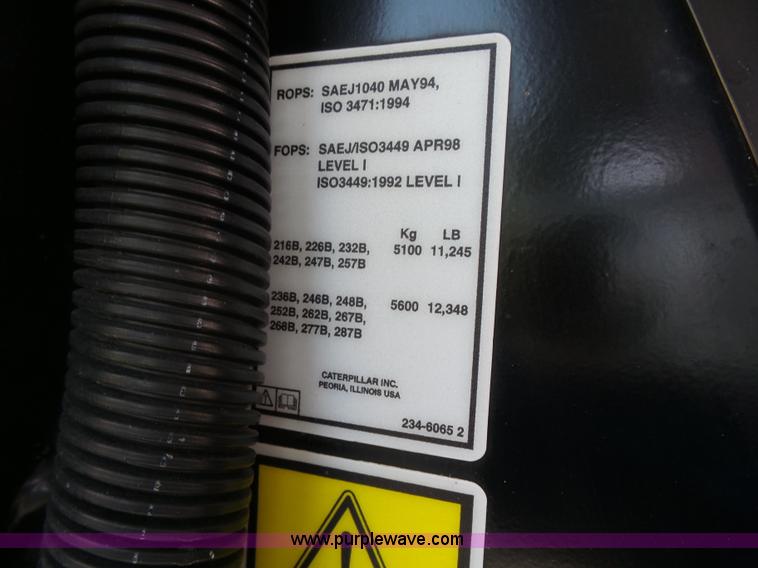 ROPS: SAEJ1040 MAY94,
ISO 3471:1994
FOPS: SAEJ/ISO3449 APR98
LEVEL I
ISO3449:1992 LEVEL I
Kg LB
216B, 226B, 232B, 5100 11,245
242B, 247B, 257B
236B, 246B, 248B, 5600 12,348
252B, 262B, 267B,
268B, 277B, 287B
CATERPILLAR INC.
PEORIA, ILLINOIS USA
234-6065 2
www.purplewave.com